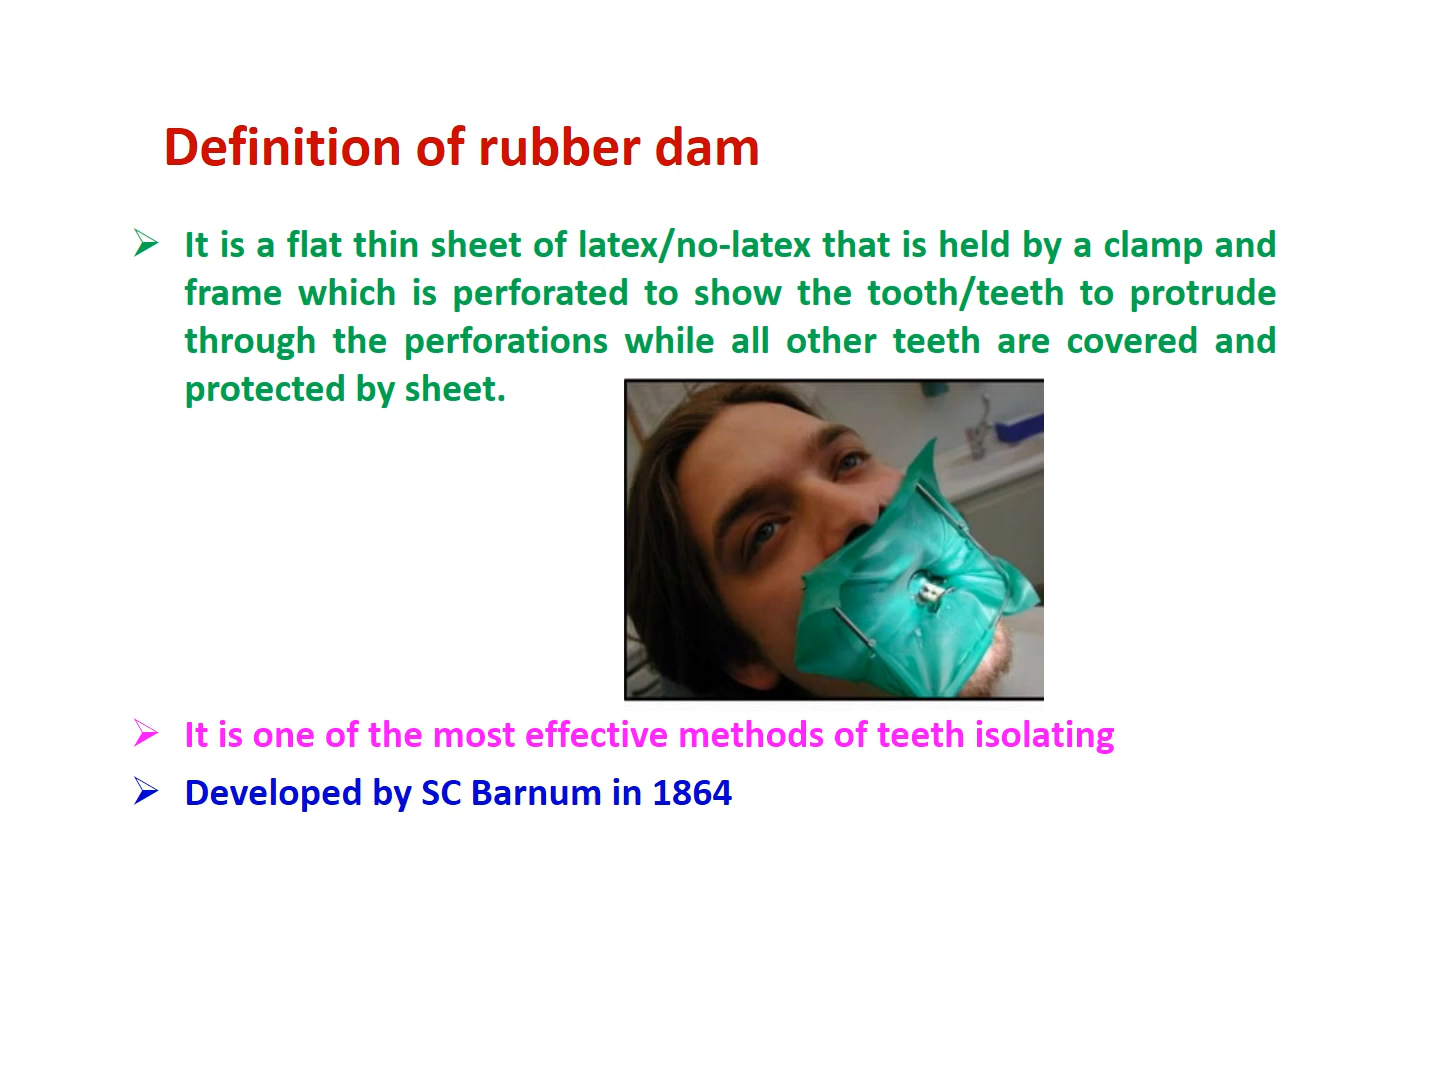 Definition of rubber dam
➢ It is a flat thin sheet of latex/no-latex that is held by a clamp and
frame which is perforated to show the tooth/teeth to protrude
through the perforations while all other teeth are covered and
protected by sheet.
➢ It is one of the most effective methods of teeth isolating
➢ Developed by SC Barnum in 1864